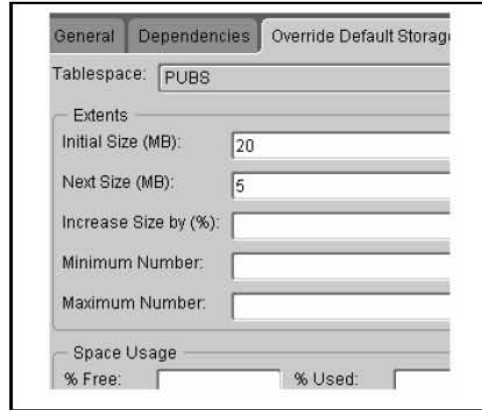 General Dependencies Override Default Storag
Tablespace: PUBS
Extents
Initial Size (MB): 20
Next Size (MB): 5
Increase Size by (%):
Minimum Number:
Maximum Number:
Space Usage
% Free: % Used: